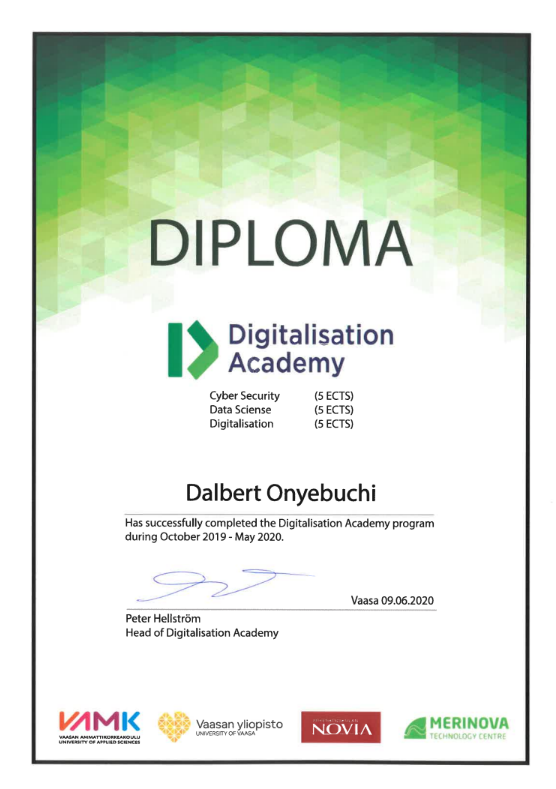 DIPLOMA
Digitalisation
Academy
Cyber Security (5 ECTS)
Data Sciense (5 ECTS)
Digitalisation (5 ECTS)
Dalbert Onyebuchi
Has successfully completed the Digitalisation Academy program
during October 2019 - May 2020.
Vaasa 09.06.2020
Peter Hellström
Head of Digitalisation Academy
VAMK
VAASAN AMMATTIKORKEAKOULU
UNIVERSITY OF APPLIED SCIENCES
Vaasan yliopisto
UNIVERSITY OF VAASA
NOVIA
MERINOVA
TECHNOLOGY CENTRE